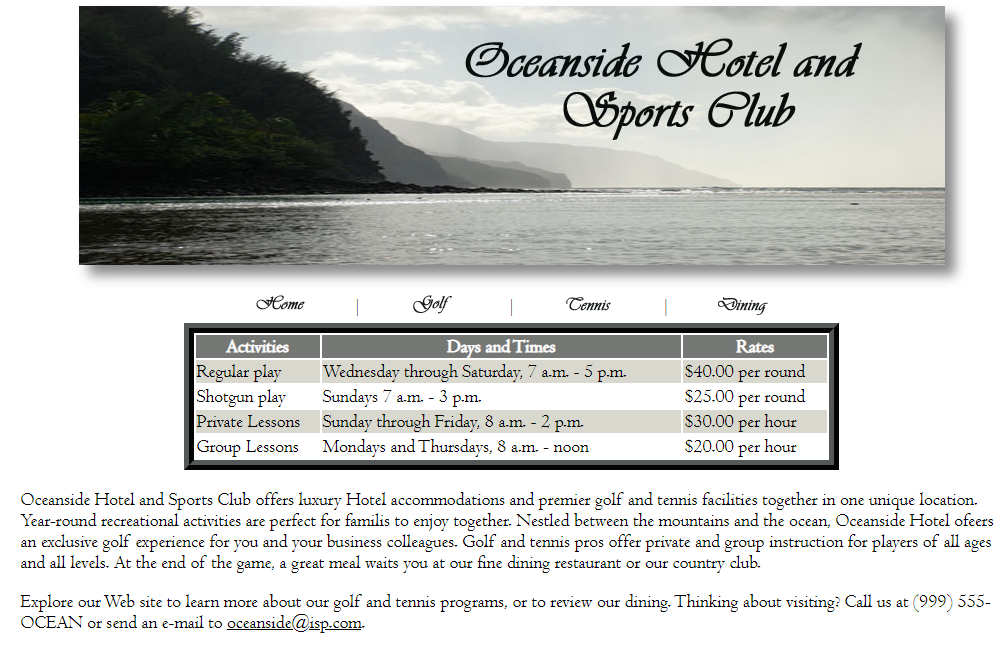 Oceanside Hotel and
Sports Club
Home | Golf | Tennis | Dining
Activities Days and Times Rates
Regular play Wednesday through Saturday, 7 a.m. - 5 p.m. $40.00 per round
Shotgun play Sundays 7 a.m. - 3 p.m. $25.00 per round
Private Lessons Sunday through Friday, 8 a.m. - 2 p.m. $30.00 per hour
Group Lessons Mondays and Thursdays, 8 a.m. - noon $20.00 per hour
Oceanside Hotel and Sports Club offers luxury Hotel accommodations and premier golf and tennis facilities together in one unique location.
Year-round recreational activities are perfect for familis to enjoy together. Nestled between the mountains and the ocean, Oceanside Hotel ofeers
an exclusive golf experience for you and your business colleagues. Golf and tennis pros offer private and group instruction for players of all ages
and all levels. At the end of the game, a great meal waits you at our fine dining restaurant or our country club.
Explore our Web site to learn more about our golf and tennis programs, or to review our dining. Thinking about visiting? Call us at (999) 555-
OCEAN or send an e-mail to oceanside@isp.com.